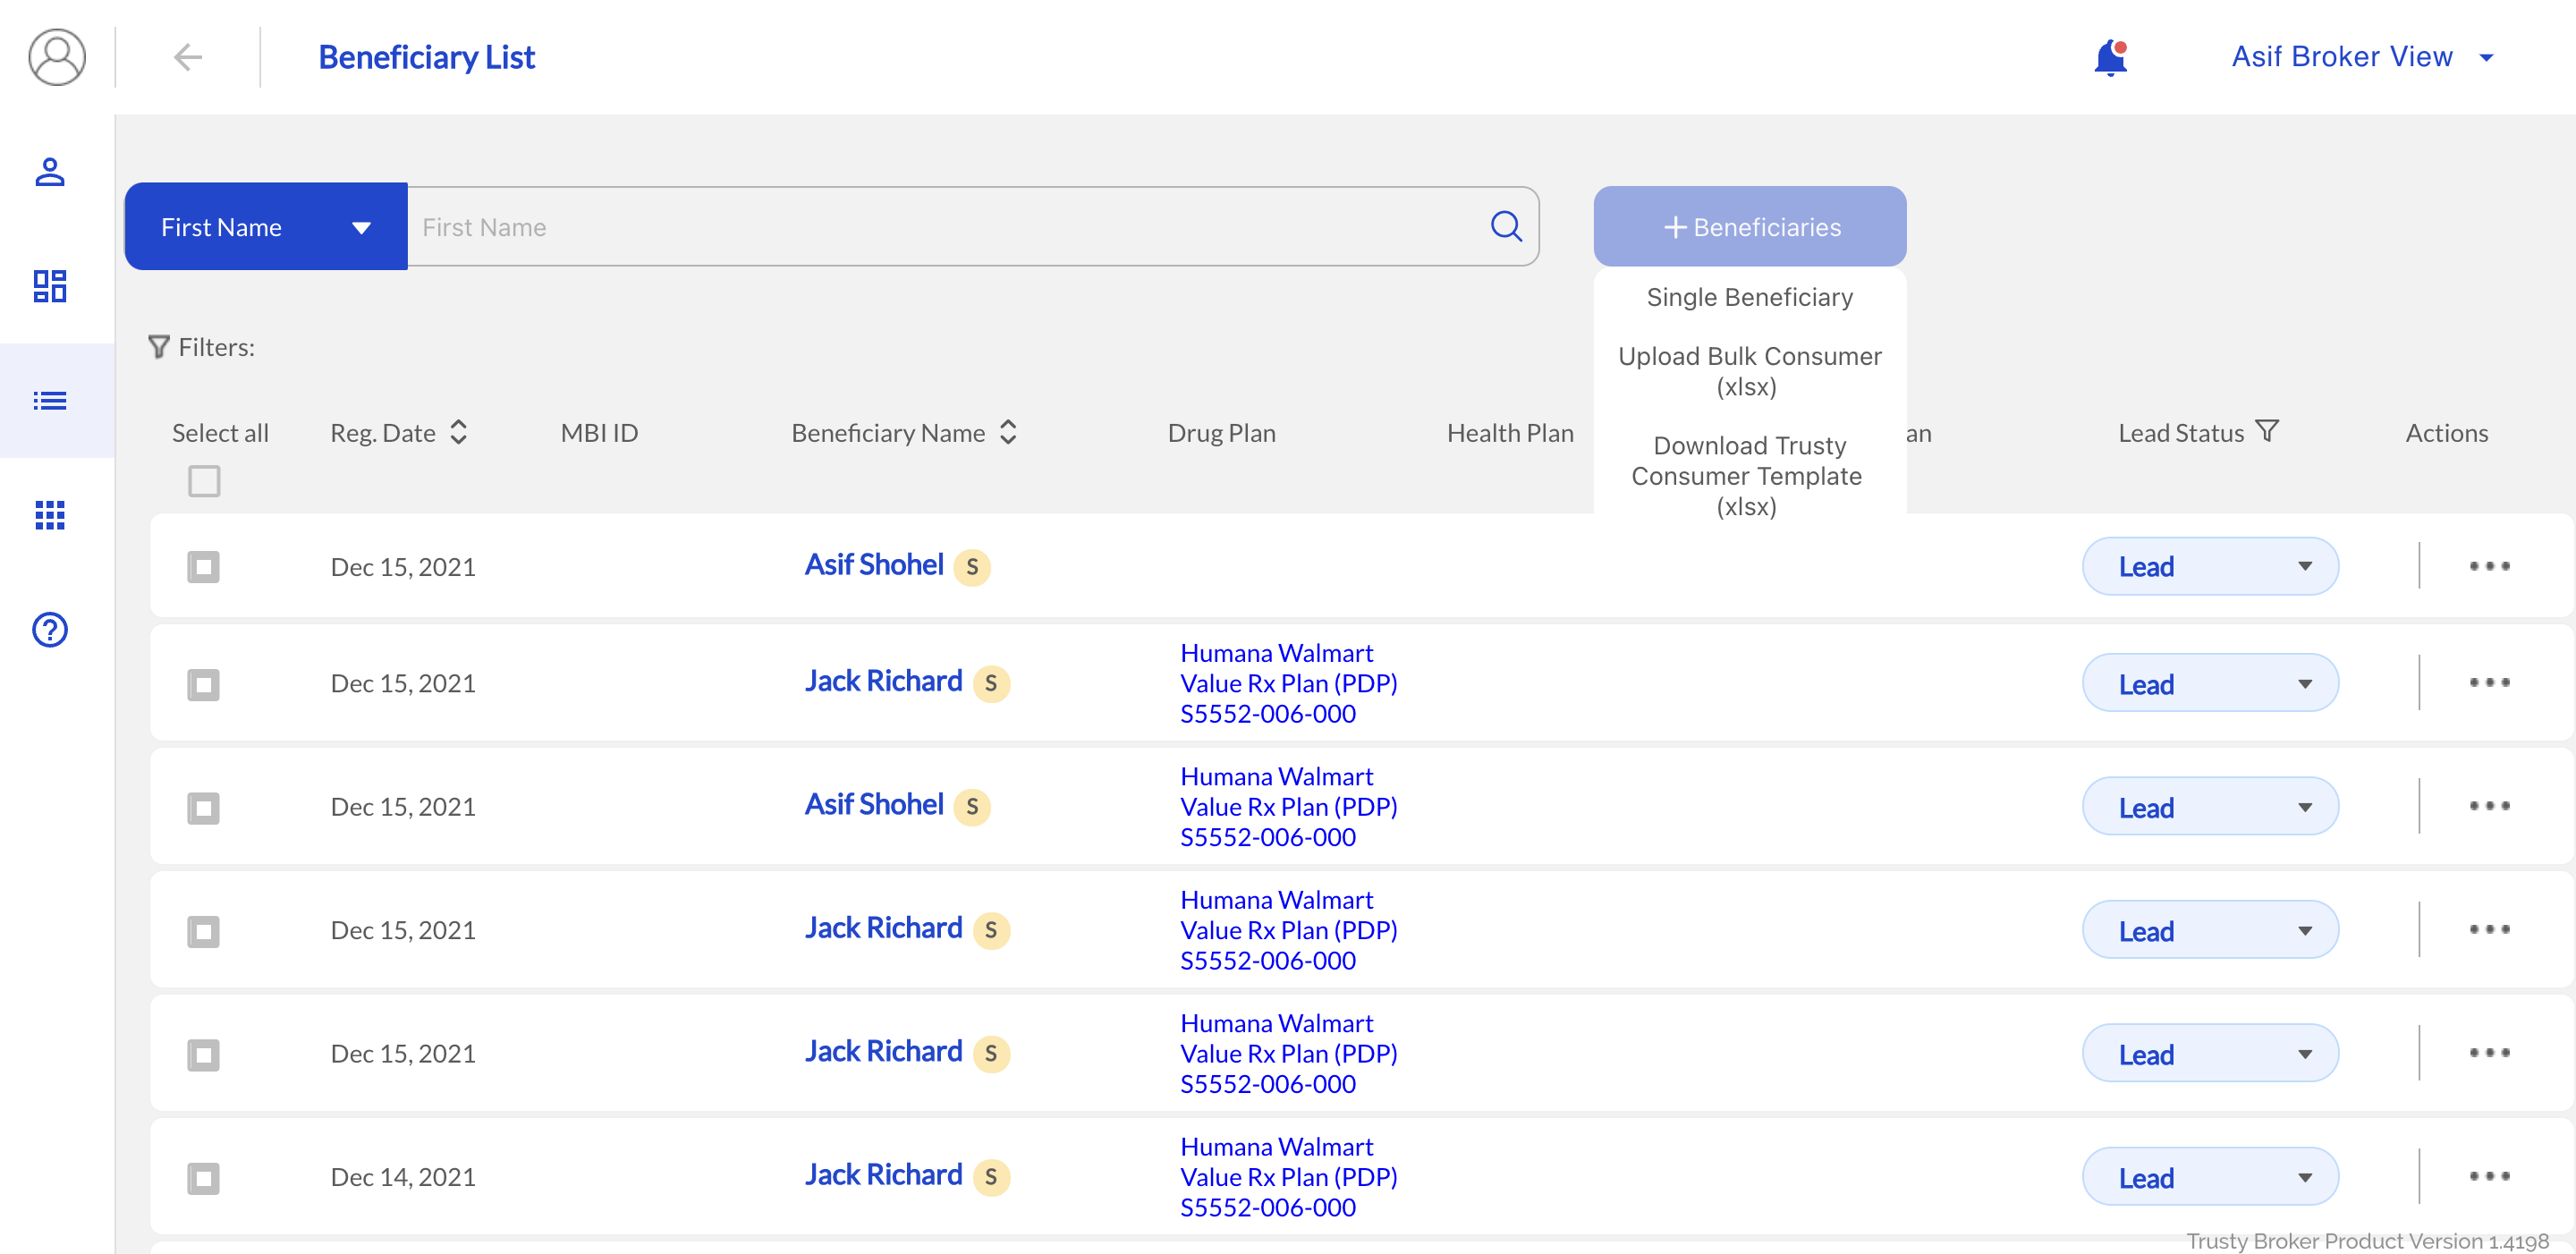 Beneficiary List
Asif Broker View
First Name
First Name
+ Beneficiaries
Single Beneficiary
Upload Bulk Consumer
(xlsx)
Download Trusty
Consumer Template
(xlsx)
Filters:
Select all
Reg. Date
MBI ID
Beneficiary Name
Drug Plan
Health Plan
an
Lead Status
Actions
Dec 15, 2021
Asif Shohel
S
Lead
Dec 15, 2021
Jack Richard
S
Humana Walmart
Value Rx Plan (PDP)
S5552-006-000
Lead
Dec 15, 2021
Asif Shohel
S
Humana Walmart
Value Rx Plan (PDP)
S5552-006-000
Lead
Dec 15, 2021
Jack Richard
S
Humana Walmart
Value Rx Plan (PDP)
S5552-006-000
Lead
Dec 15, 2021
Jack Richard
S
Humana Walmart
Value Rx Plan (PDP)
S5552-006-000
Lead
Dec 14, 2021
Jack Richard
S
Humana Walmart
Value Rx Plan (PDP)
S5552-006-000
Lead
Trusty Broker Product Version 1.4198